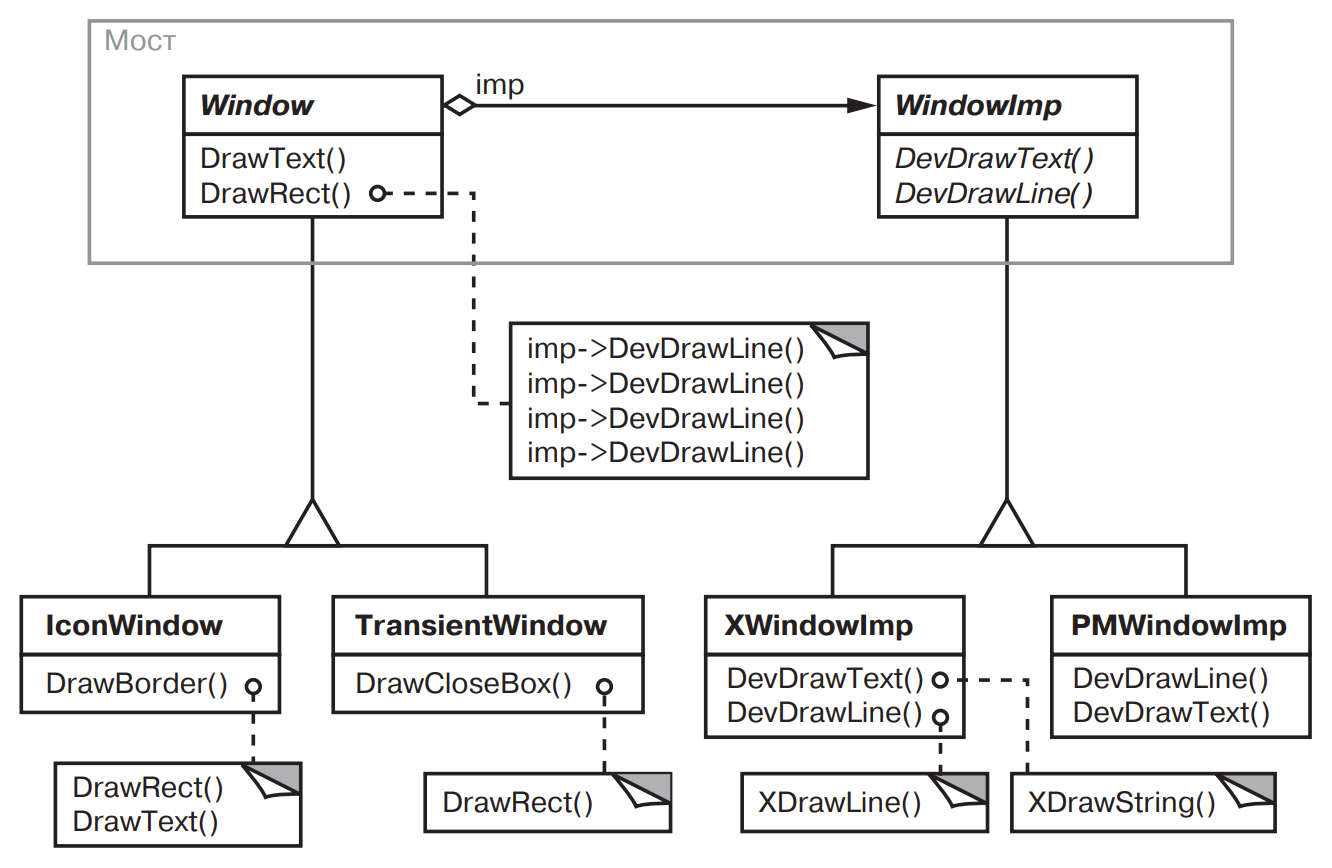 Мост
imp
Window
DrawText()
DrawRect()
WindowImp
DevDrawText()
DevDrawLine()
imp->DevDrawLine()
imp->DevDrawLine()
imp->DevDrawLine()
imp->DevDrawLine()
IconWindow
DrawBorder()
TransientWindow
DrawCloseBox()
XWindowImp
DevDrawText()
DevDrawLine()
PMWindowImp
DevDrawLine()
DevDrawText()
DrawRect()
DrawText()
DrawRect()
XDrawLine()
XDrawString()